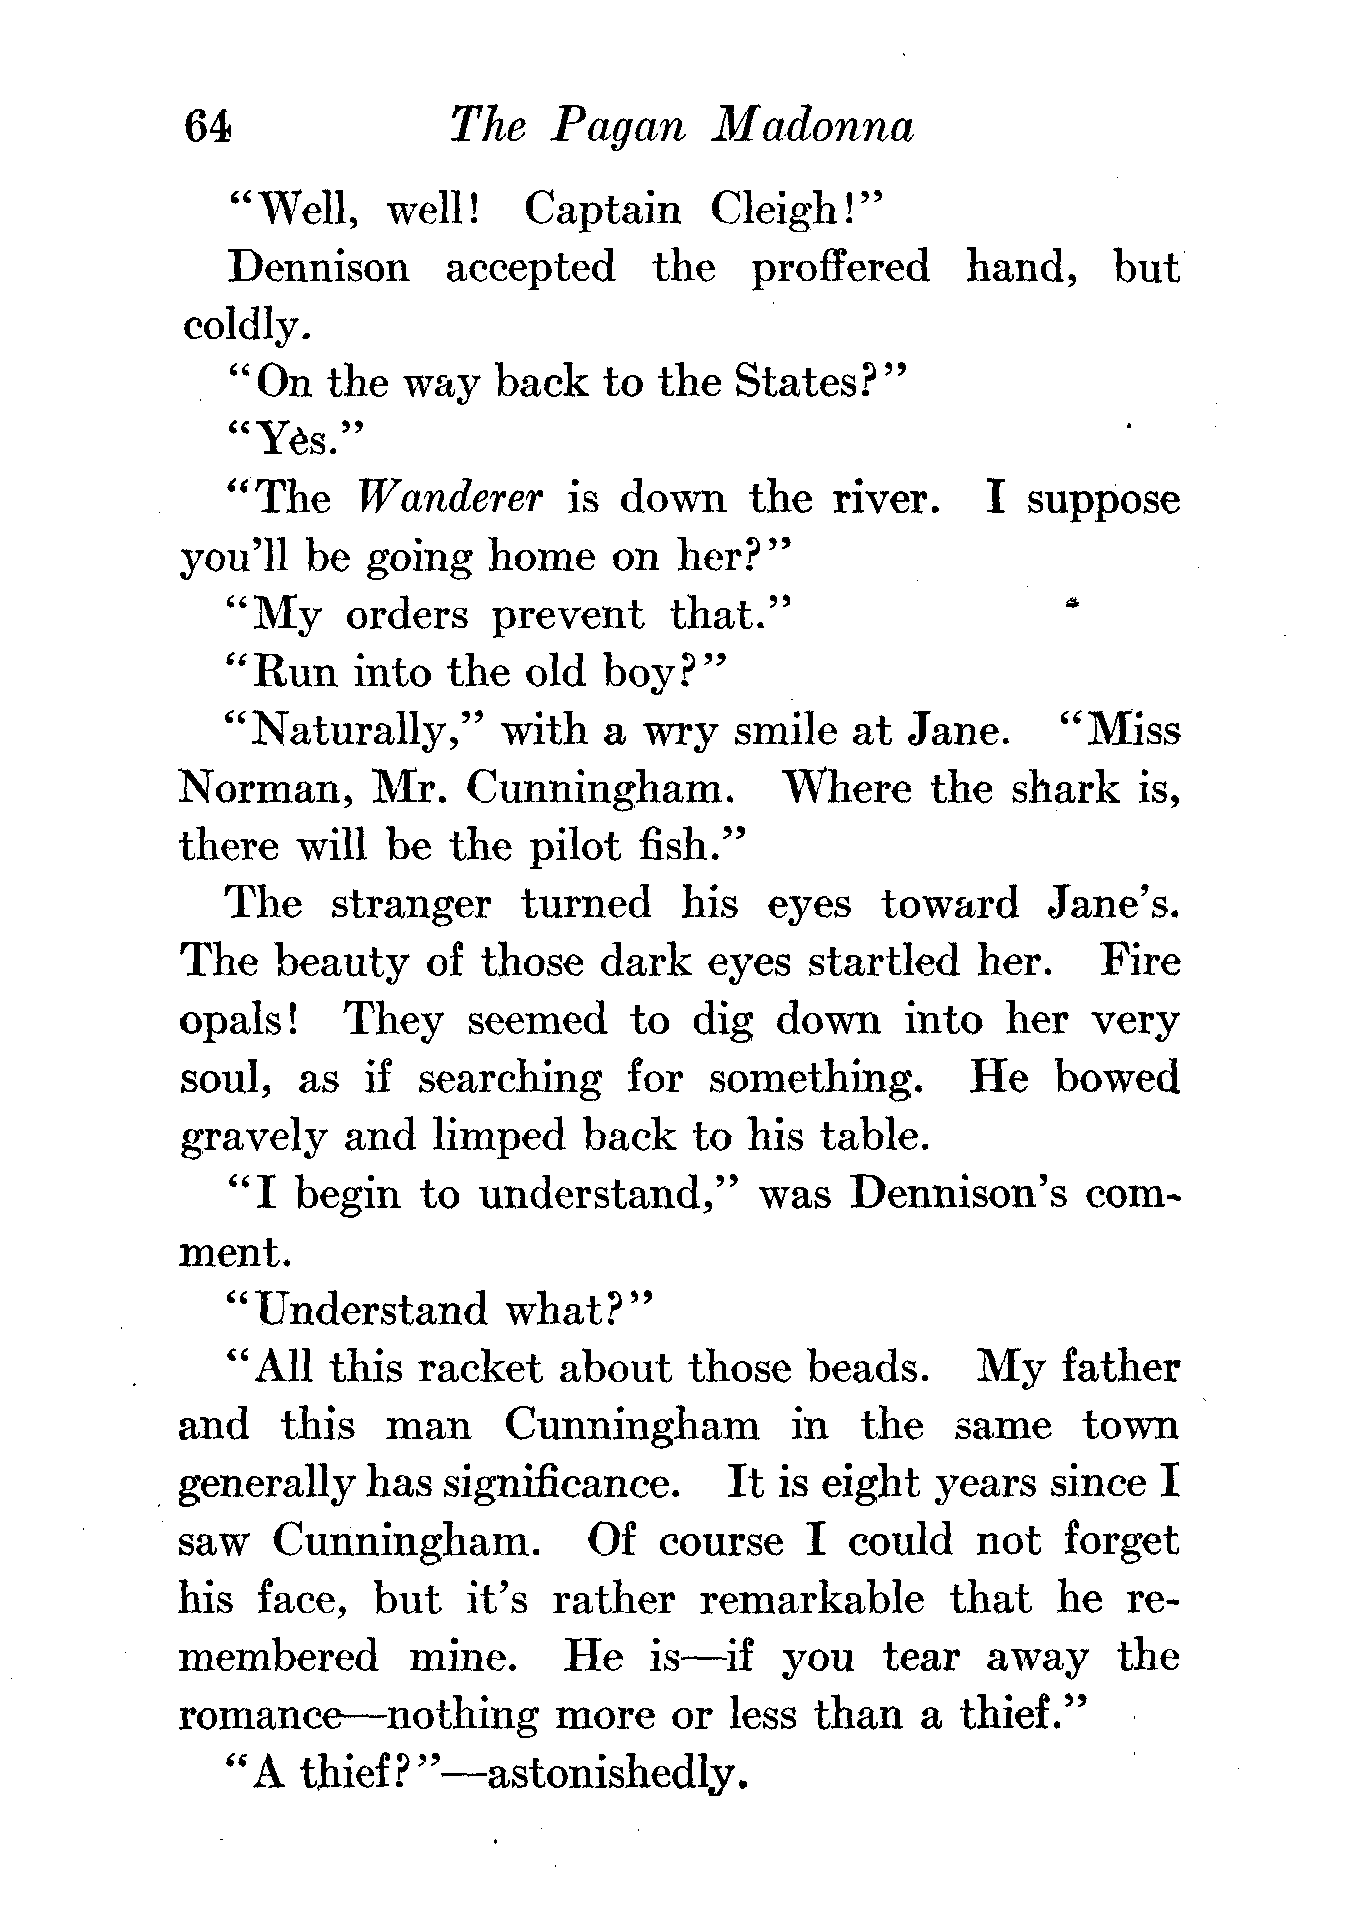 64 The Pagan Madonna
“Well, well! Captain Cleigh!”
Dennison accepted the proffered hand, but
coldly.
“On the way back to the States?”
“Yes.”
“The Wanderer is down the river. I suppose
you’ll be going home on her?”
“My orders prevent that.”
“Run into the old boy?”
“Naturally,” with a wry smile at Jane. “Miss
Norman, Mr. Cunningham. Where the shark is,
there will be the pilot fish.”
The stranger turned his eyes toward Jane’s.
The beauty of those dark eyes startled her. Fire
opals! They seemed to dig down into her very
soul, as if searching for something. He bowed
gravely and limped back to his table.
“I begin to understand,” was Dennison’s com-
ment.
“Understand what?”
“All this racket about those beads. My father
and this man Cunningham in the same town
generally has significance. It is eight years since I
saw Cunningham. Of course I could not forget
his face, but it’s rather remarkable that he re-
membered mine. He is—if you tear away the
romance—nothing more or less than a thief.”
“A thief?”—astonishedly.